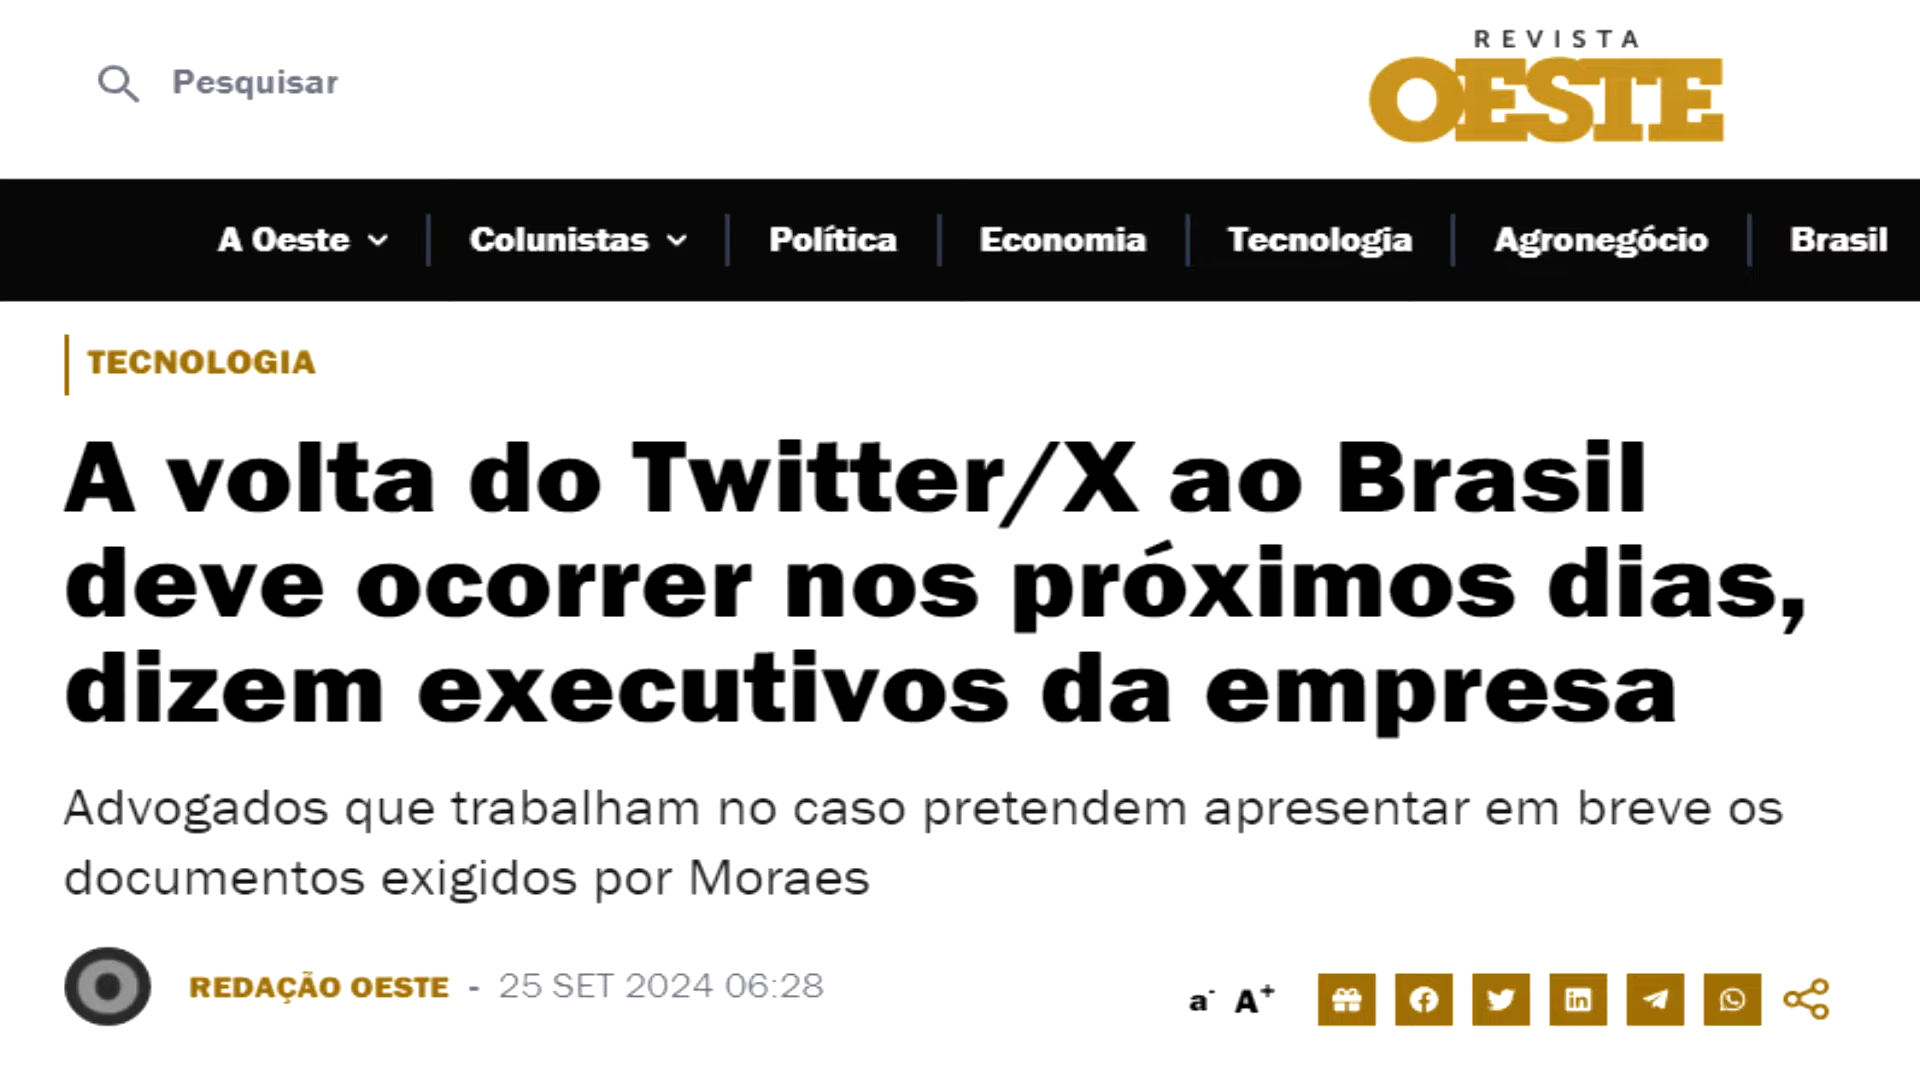 Pesquisar
REVISTA
OESTE
A Oeste
Colunistas
Política
Economia
Tecnologia
Agronegócio
Brasil
TECNOLOGIA
A volta do Twitter/X ao Brasil
deve ocorrer nos próximos dias,
dizem executivos da empresa
Advogados que trabalham no caso pretendem apresentar em breve os
documentos exigidos por Moraes
REDAÇÃO OESTE - 25 SET 2024 06:28
a- A+